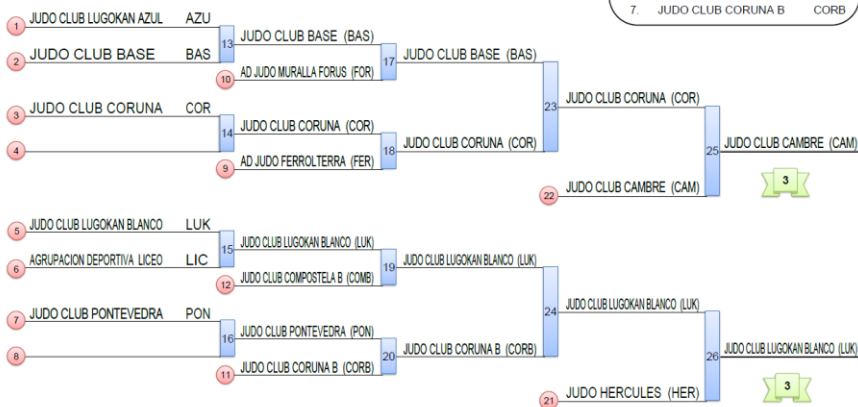 7. JUDO CLUB CORUNA B CORB
1 JUDO CLUB LUGOKAN AZUL AZU
13 JUDO CLUB BASE (BAS)
2 JUDO CLUB BASE BAS
17 JUDO CLUB BASE (BAS)
10 AD JUDO MURALLA FORUS (FOR)
3 JUDO CLUB CORUNA COR
23 JUDO CLUB CORUNA (COR)
14 JUDO CLUB CORUNA (COR)
4
18 JUDO CLUB CORUNA (COR)
25 JUDO CLUB CAMBRE (CAM)
9 AD JUDO FERROLTERRA (FER)
3
22 JUDO CLUB CAMBRE (CAM)
5 JUDO CLUB LUGOKAN BLANCO LUK
15 JUDO CLUB LUGOKAN BLANCO (LUK)
6 AGRUPACION DEPORTIVA LICEO LIC
19 JUDO CLUB LUGOKAN BLANCO (LUK)
12 JUDO CLUB COMPOSTELA B (COMB)
7 JUDO CLUB PONTEVEDRA PON
24 JUDO CLUB LUGOKAN BLANCO (LUK)
16 JUDO CLUB PONTEVEDRA (PON)
8
20 JUDO CLUB CORUNA B (CORB)
26 JUDO CLUB LUGOKAN BLANCO (LUK)
11 JUDO CLUB CORUNA B (CORB)
3
21 JUDO HERCULES (HER)